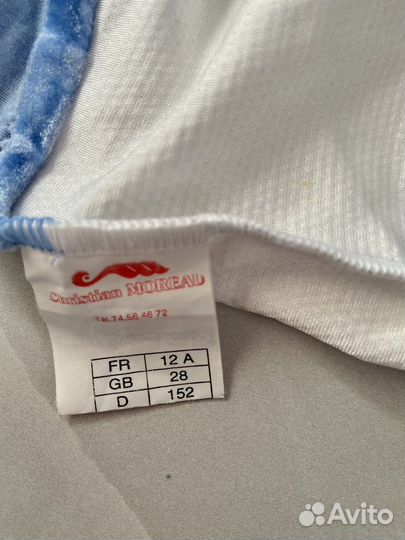 Christian MOREAU
Tel.74.56.46 72
FR 12 A
GB 28
D 152
Avito